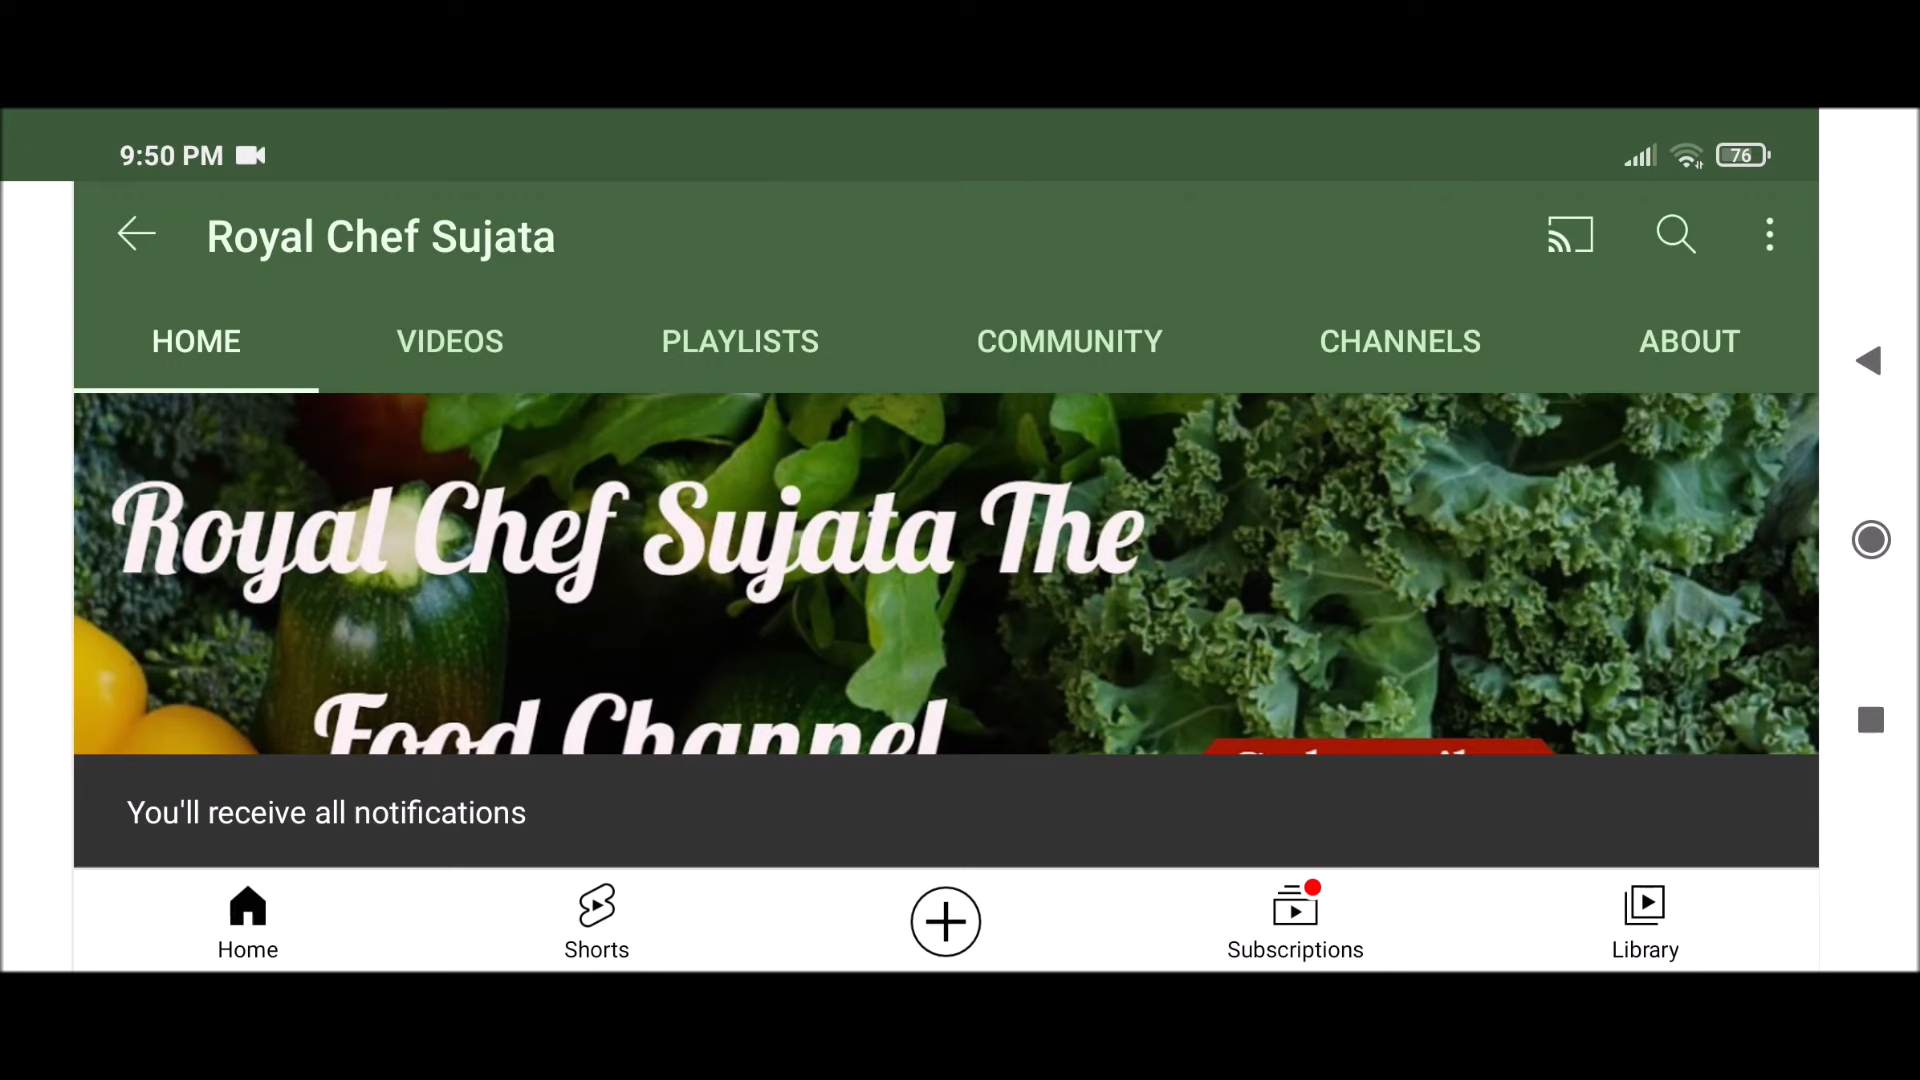 9:50 PM
76
Royal Chef Sujata
HOME VIDEOS PLAYLISTS COMMUNITY CHANNELS ABOUT
Royal Chef Sujata The
Food Channel
You'll receive all notifications
Home Shorts Subscriptions Library